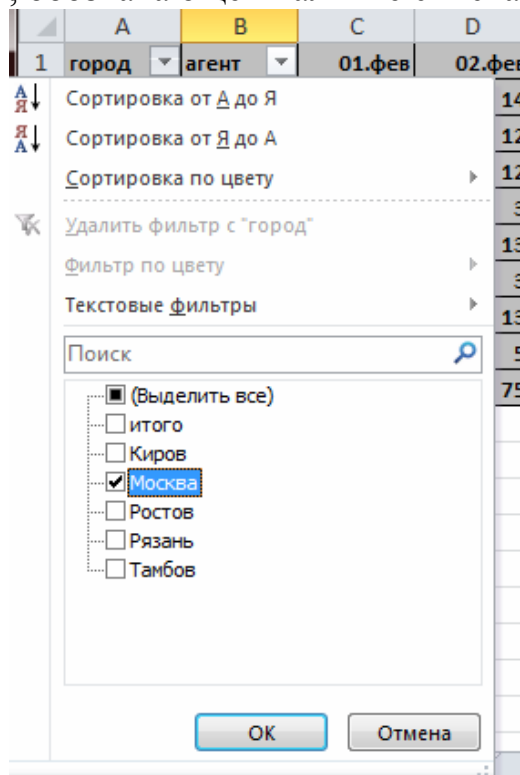 A B C D
1 город агент 01.фев 02.фев
Сортировка от А до Я
Сортировка от Я до А
Сортировка по цвету
Удалить фильтр с "город"
Фильтр по цвету
Текстовые фильтры
Поиск
(Выделить все)
итого
Киров
Москва
Ростов
Рязань
Тамбов
ОК Отмена